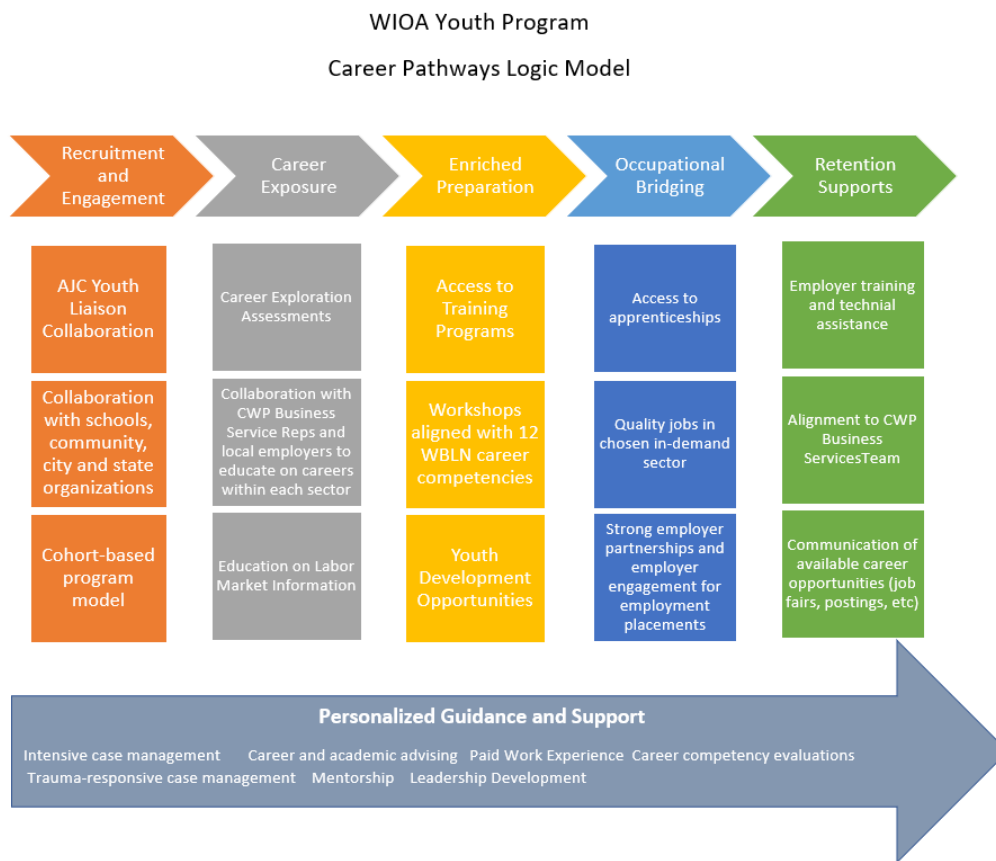 WIOA Youth Program
Career Pathways Logic Model
Recruitment
and
Engagement
Career
Exposure
Enriched
Preparation
Occupational
Bridging
Retention
Supports
AJC Youth
Liaison
Collaboration
Career Exploration
Assessments
Access to
Training
Programs
Access to
apprenticeships
Employer training
and technial
assistance
Collaboration
with schools,
community,
city and state
organizations
Collaboration with
CWP Business
Service Reps and
local employers to
educate on careers
within each sector
Workshops
aligned with 12
WBLN career
competencies
Quality jobs in
chosen in-demand
sector
Alignment to CWP
Business
ServicesTeam
Cohort-based
program
model
Education on Labor
Market Information
Youth
Development
Opportunities
Strong employer
partnerships and
employer
engagement for
employment
placements
Communication of
available career
opportunities (job
fairs, postings, etc)
Personalized Guidance and Support
Intensive case management Career and academic advising Paid Work Experience Career competency evaluations
Trauma-responsive case management Mentorship Leadership Development